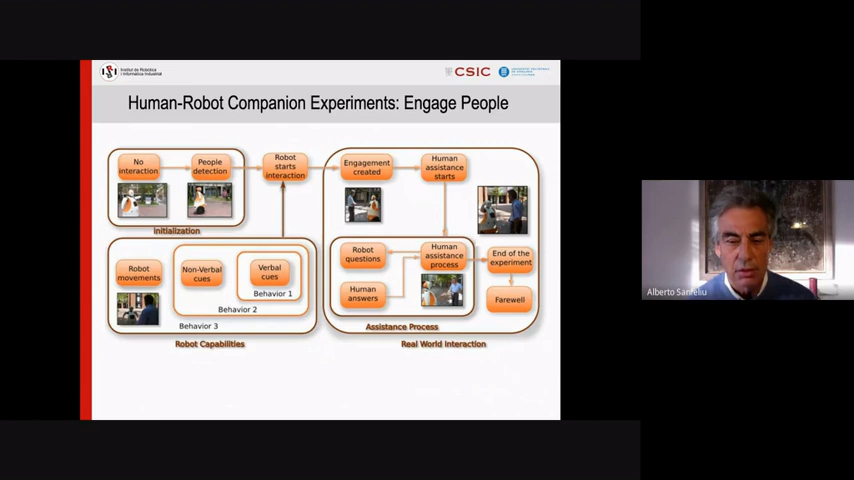 Institut de Robòtica
i Informàtica Industrial
CSIC
Human-Robot Companion Experiments: Engage People
No
interaction
People
detection
Robot
starts
interaction
Engagement
created
Human
assistance
starts
Initialization
Robot
movements
Non-Verbal
cues
Verbal
cues
Behavior 1
Behavior 2
Behavior 3
Robot Capabilities
Robot
questions
Human
assistance
process
End of the
experiment
Human
answers
Farewell
Assistance Process
Real World Interaction
Alberto Sanfeliu